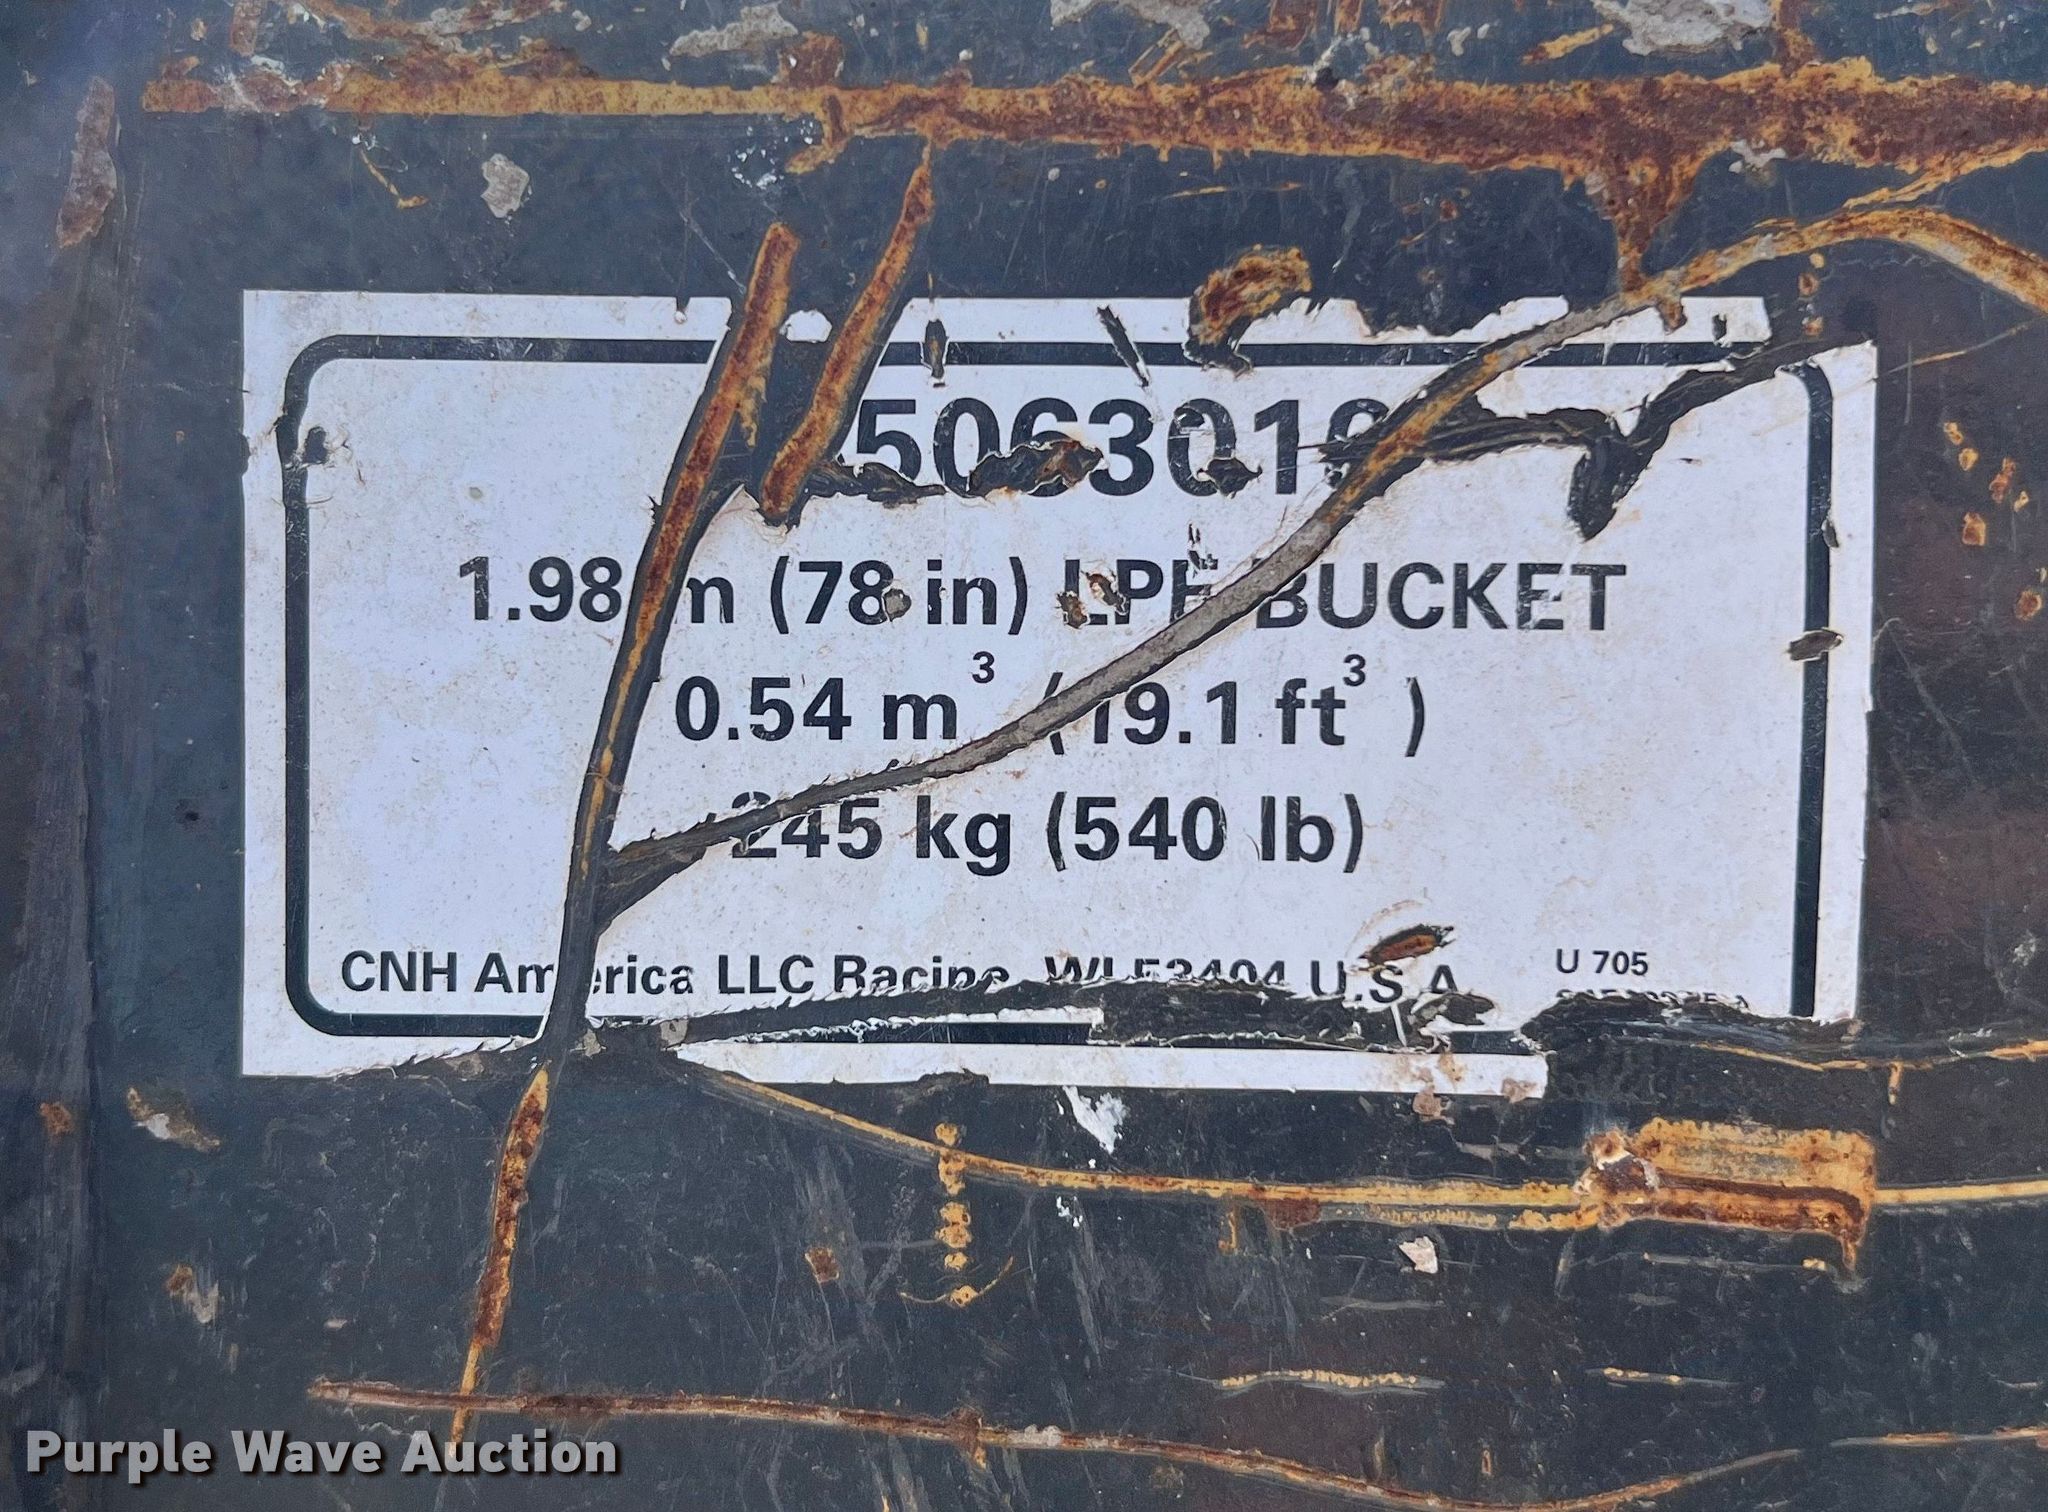 1.98 m (78 in) LPE BUCKET
0.54 m³ (19.1 ft³ )
245 kg (540 lb)
CNH America LLC Racine, WI 53404 U.S.A.
U 705
Purple Wave Auction